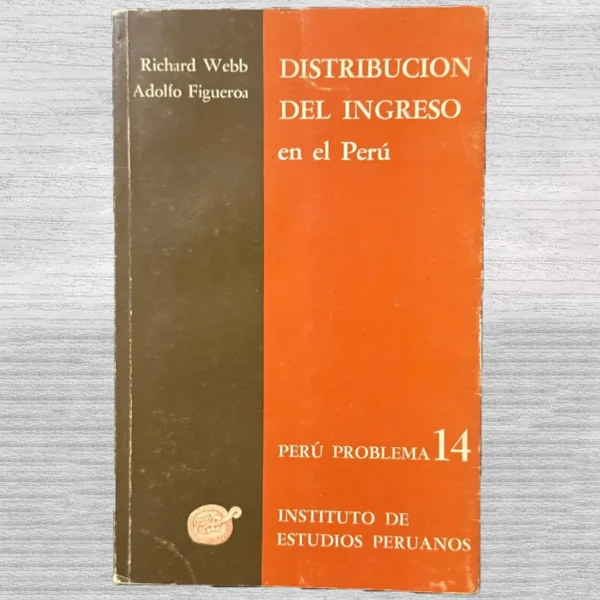 Richard Webb
Adolfo Figueroa
DISTRIBUCION
DEL INGRESO
en el Perú
PERÚ PROBLEMA 14
INSTITUTO DE
ESTUDIOS PERUANOS